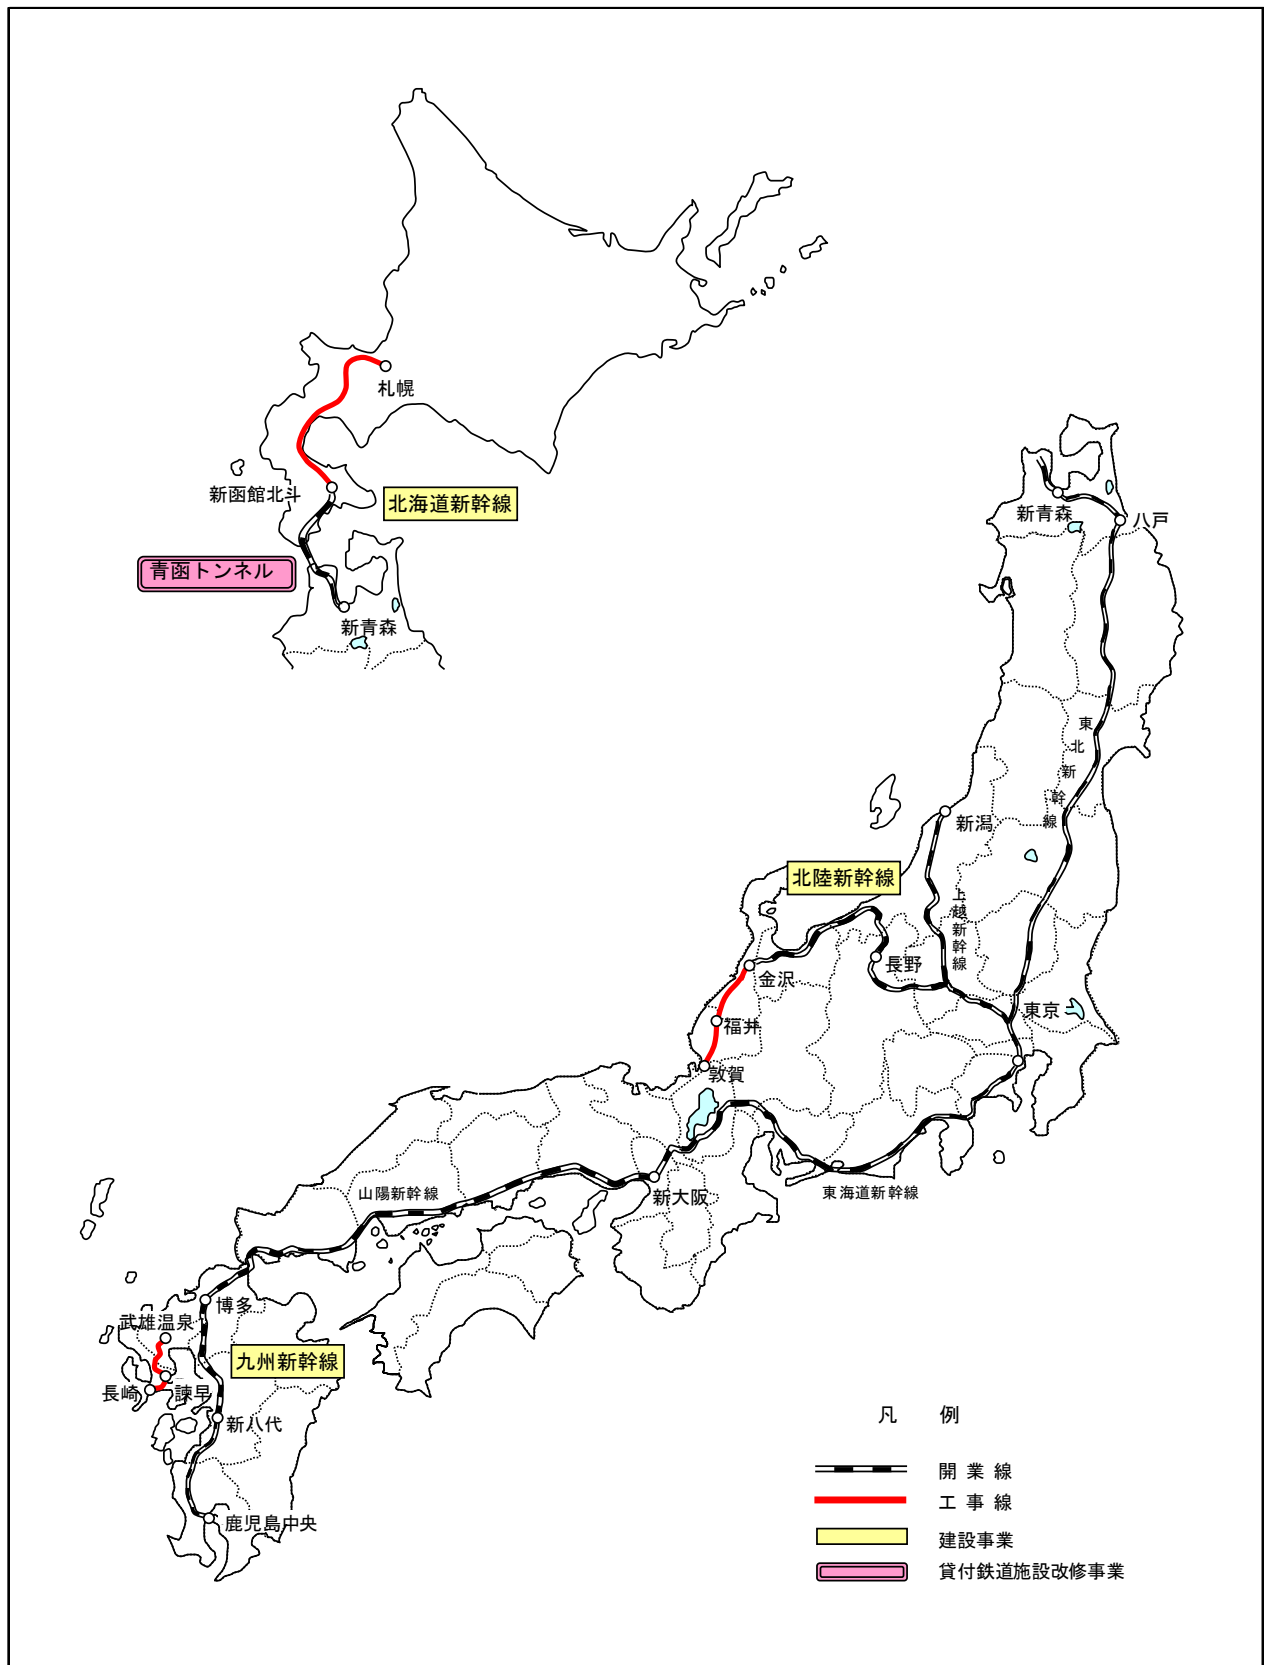 札幌
新函館北斗
北海道新幹線
青函トンネル
新青森
新青森
八戸
東北新幹線
新潟
北陸新幹線
上越新幹線
長野
金沢
東京
福井
敦賀
新大阪
山陽新幹線
東海道新幹線
博多
武雄温泉
九州新幹線
長崎
諫早
新八代
鹿児島中央
凡 例
開 業 線
工 事 線
建設事業
貸付鉄道施設改修事業